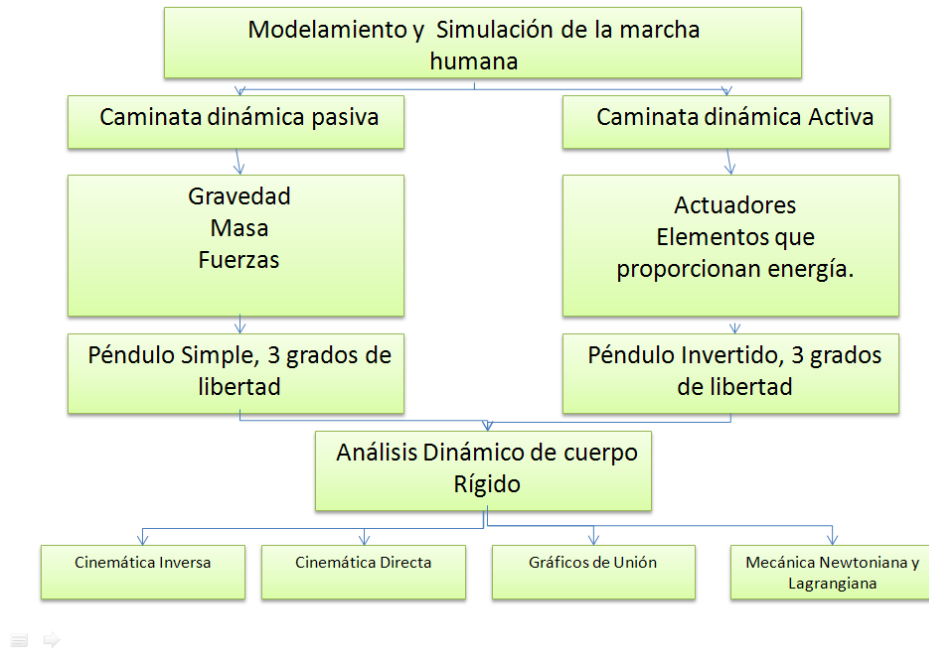 Modelamiento y Simulación de la marcha
humana
Caminata dinámica pasiva
Caminata dinámica Activa
Gravedad
Masa
Fuerzas
Actuadores
Elementos que
proporcionan energía.
Péndulo Simple, 3 grados de
libertad
Péndulo Invertido, 3 grados
de libertad
Análisis Dinámico de cuerpo
Rígido
Cinemática Inversa
Cinemática Directa
Gráficos de Unión
Mecánica Newtoniana y
Lagrangiana